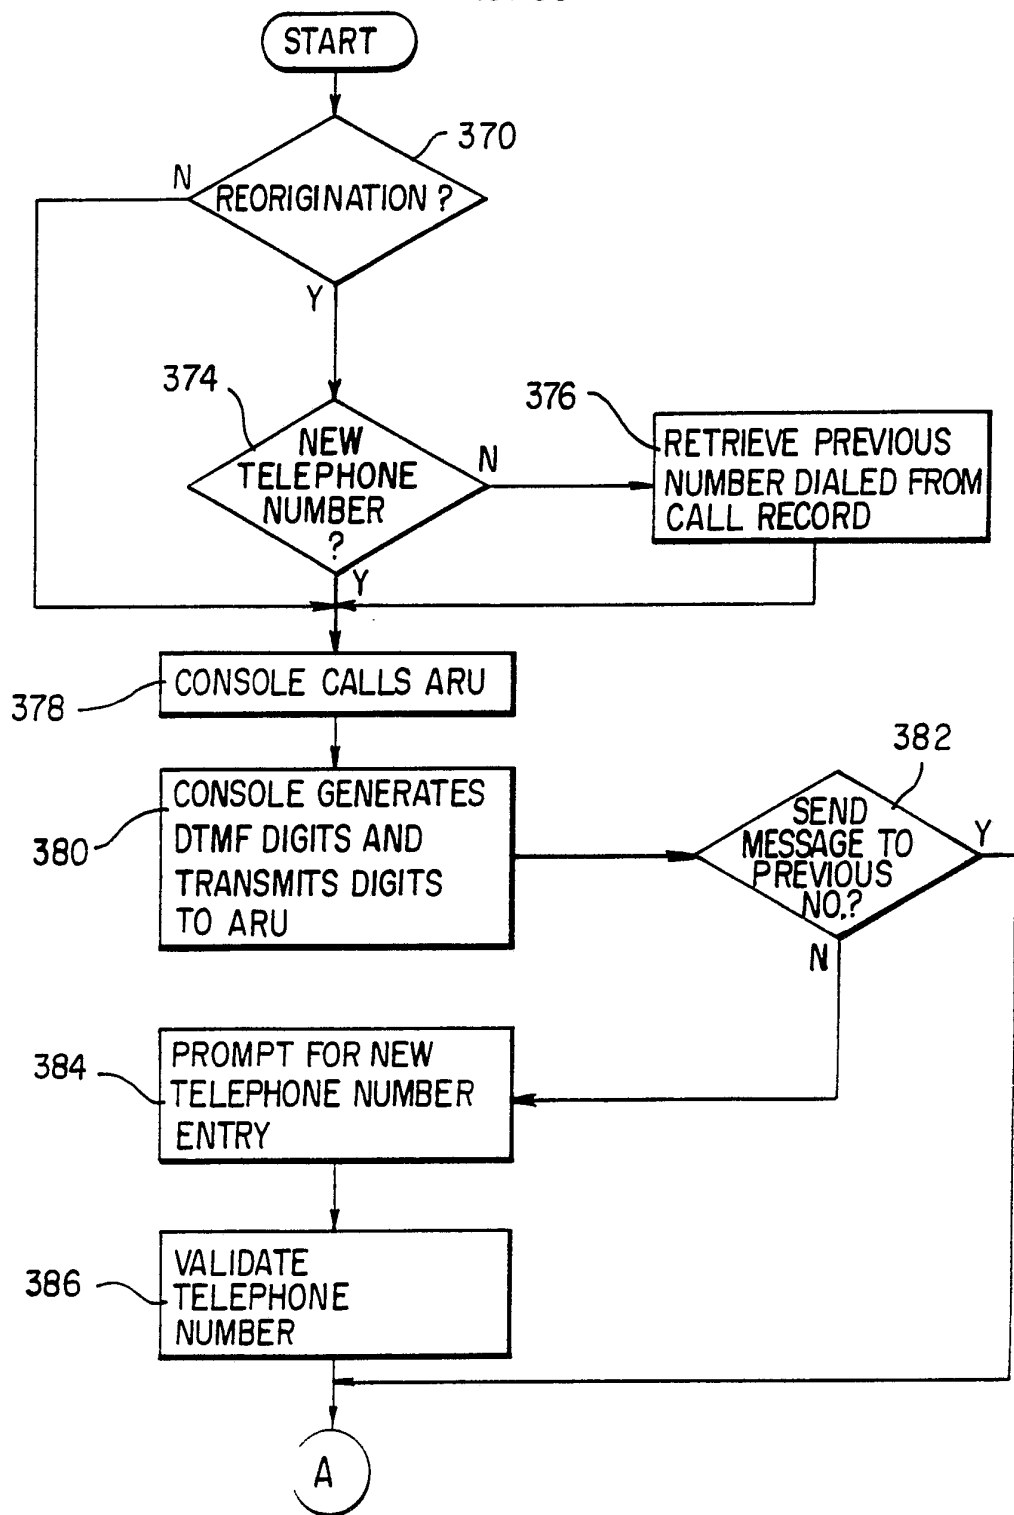 START
370
N
REORIGINATION ?
Y
374
NEW
TELEPHONE
NUMBER
?
N
Y
376
RETRIEVE PREVIOUS
NUMBER DIALED FROM
CALL RECORD
378
CONSOLE CALLS ARU
380
CONSOLE GENERATES
DTMF DIGITS AND
TRANSMITS DIGITS
TO ARU
382
SEND
MESSAGE TO
PREVIOUS
NO.?
Y
N
384
PROMPT FOR NEW
TELEPHONE NUMBER
ENTRY
386
VALIDATE
TELEPHONE
NUMBER
A